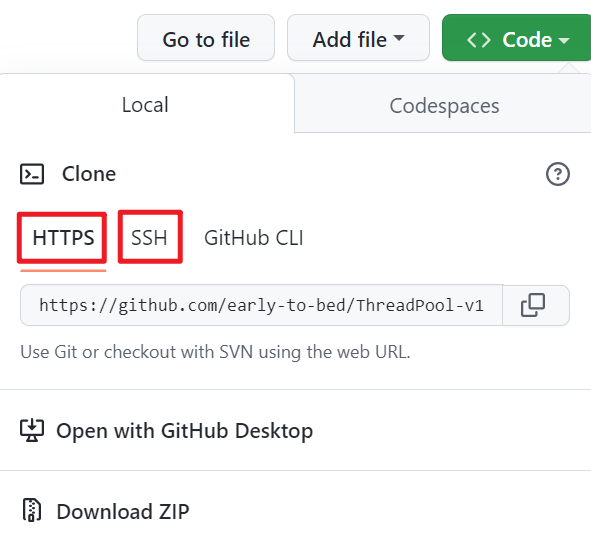 Go to file Add file <> Code
Local Codespaces
Clone
HTTPS SSH GitHub CLI
https://github.com/early-to-bed/ThreadPool-v1
Use Git or checkout with SVN using the web URL.
Open with GitHub Desktop
Download ZIP